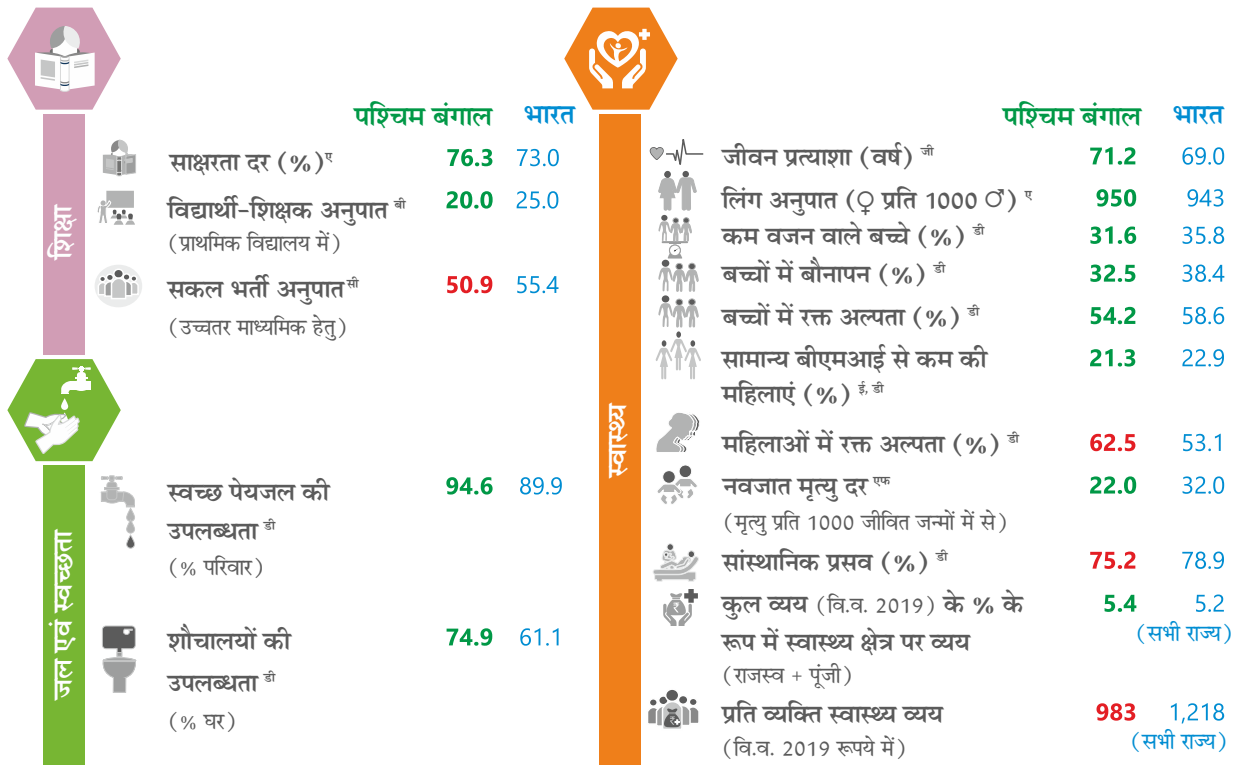 पश्चिम बंगाल भारत
शिक्षा
साक्षरता दर (%)ए 76.3 73.0
विद्यार्थी-शिक्षक अनुपात बी 20.0 25.0
(प्राथमिक विद्यालय में)
सकल भर्ती अनुपात सी 50.9 55.4
(उच्चतर माध्यमिक हेतु)
जल एवं स्वच्छता
स्वच्छ पेयजल की 94.6 89.9
उपलब्धता डी
(% परिवार)
शौचालयों की 74.9 61.1
उपलब्धता डी
(% घर)
पश्चिम बंगाल भारत
स्वास्थ्य
जीवन प्रत्याशा (वर्ष) जी 71.2 69.0
लिंग अनुपात (♀ प्रति 1000 ♂) ए 950 943
कम वजन वाले बच्चे (%) डी 31.6 35.8
बच्चों में बौनापन (%) डी 32.5 38.4
बच्चों में रक्त अल्पता (%) डी 54.2 58.6
सामान्य बीएमआई से कम की 21.3 22.9
महिलाएं (%) ई, डी
महिलाओं में रक्त अल्पता (%) डी 62.5 53.1
नवजात मृत्यु दर एफ 22.0 32.0
(मृत्यु प्रति 1000 जीवित जन्मों में से)
सांस्थानिक प्रसव (%) डी 75.2 78.9
कुल व्यय (वि.व. 2019) के % के 5.4 5.2
रूप में स्वास्थ्य क्षेत्र पर व्यय (सभी राज्य)
(राजस्व + पूंजी)
प्रति व्यक्ति स्वास्थ्य व्यय 983 1,218
(वि.व. 2019 रूपये में) (सभी राज्य)